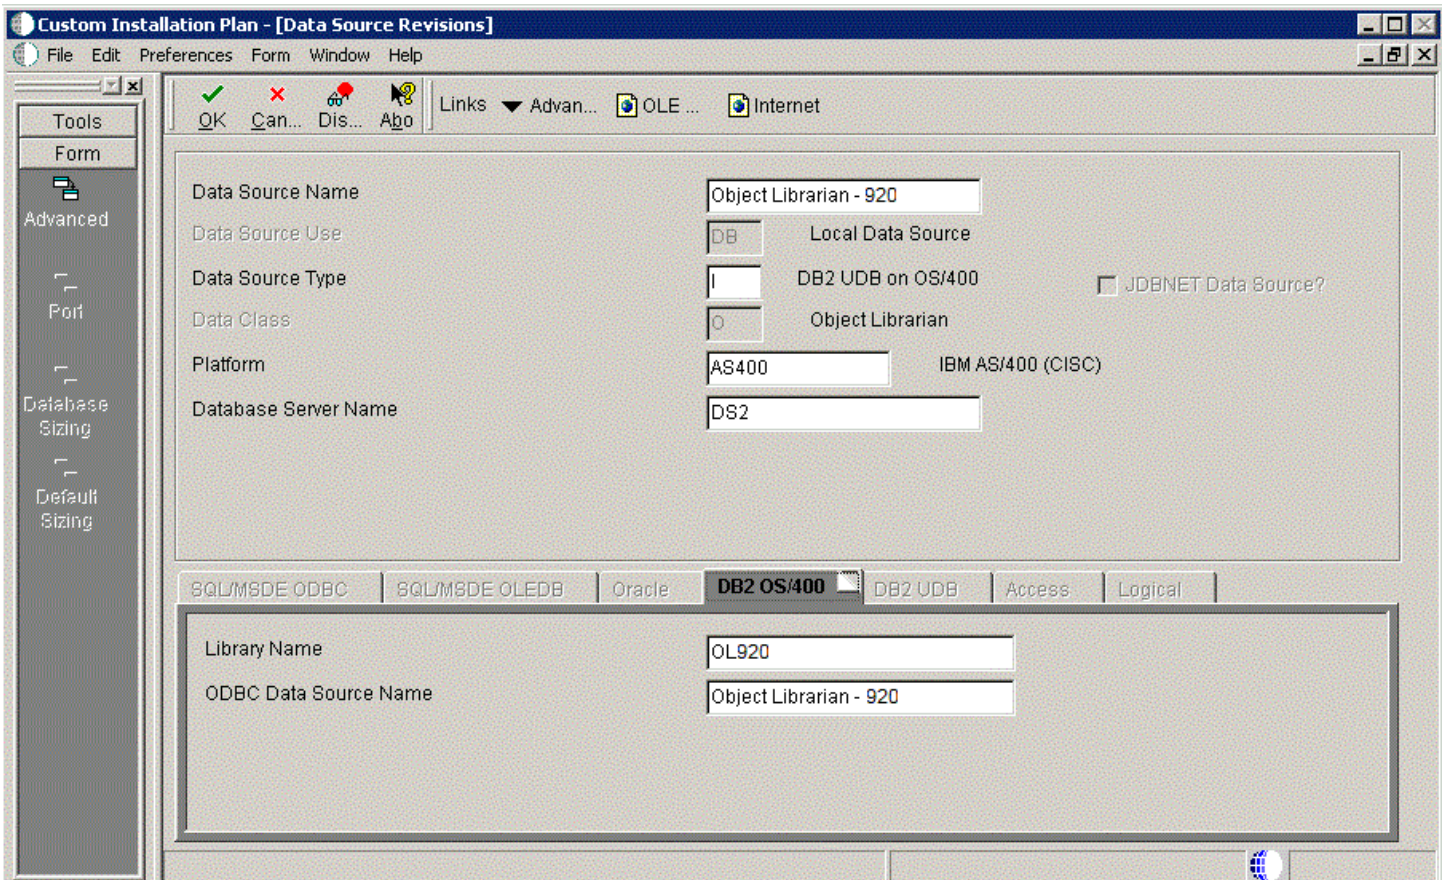 Custom Installation Plan - [Data Source Revisions]
File Edit Preferences Form Window Help
Tools
Form
Advanced
Port
Database
Sizing
Default
Sizing
OK Can... Dis... Abo
Links Advan... OLE ... Internet
Data Source Name Object Librarian - 920
Data Source Use DB Local Data Source
Data Source Type I DB2 UDB on OS/400 JDBNET Data Source?
Data Class O Object Librarian
Platform AS400 IBM AS/400 (CISC)
Database Server Name DS2
SQL/MSDE ODBC SQL/MSDE OLEDB Oracle DB2 OS/400 DB2 UDB Access Logical
Library Name OL920
ODBC Data Source Name Object Librarian - 920